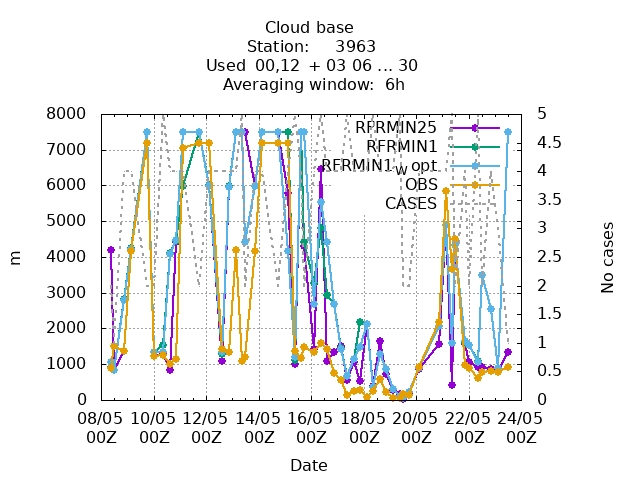 Cloud base
Station: 3963
Used 00,12 + 03 06 ... 30
Averaging window: 6h
8000
7000
6000
5000
4000
3000
2000
1000
0
m
5
4.5
4
3.5
3
2.5
2
1.5
1
0.5
0
No cases
RFRMIN25
RFRMIN1
RFRMIN1_w opt
OBS
CASES
08/05 10/05 12/05 14/05 16/05 18/05 20/05 22/05 24/05
00Z 00Z 00Z 00Z 00Z 00Z 00Z 00Z 00Z
Date